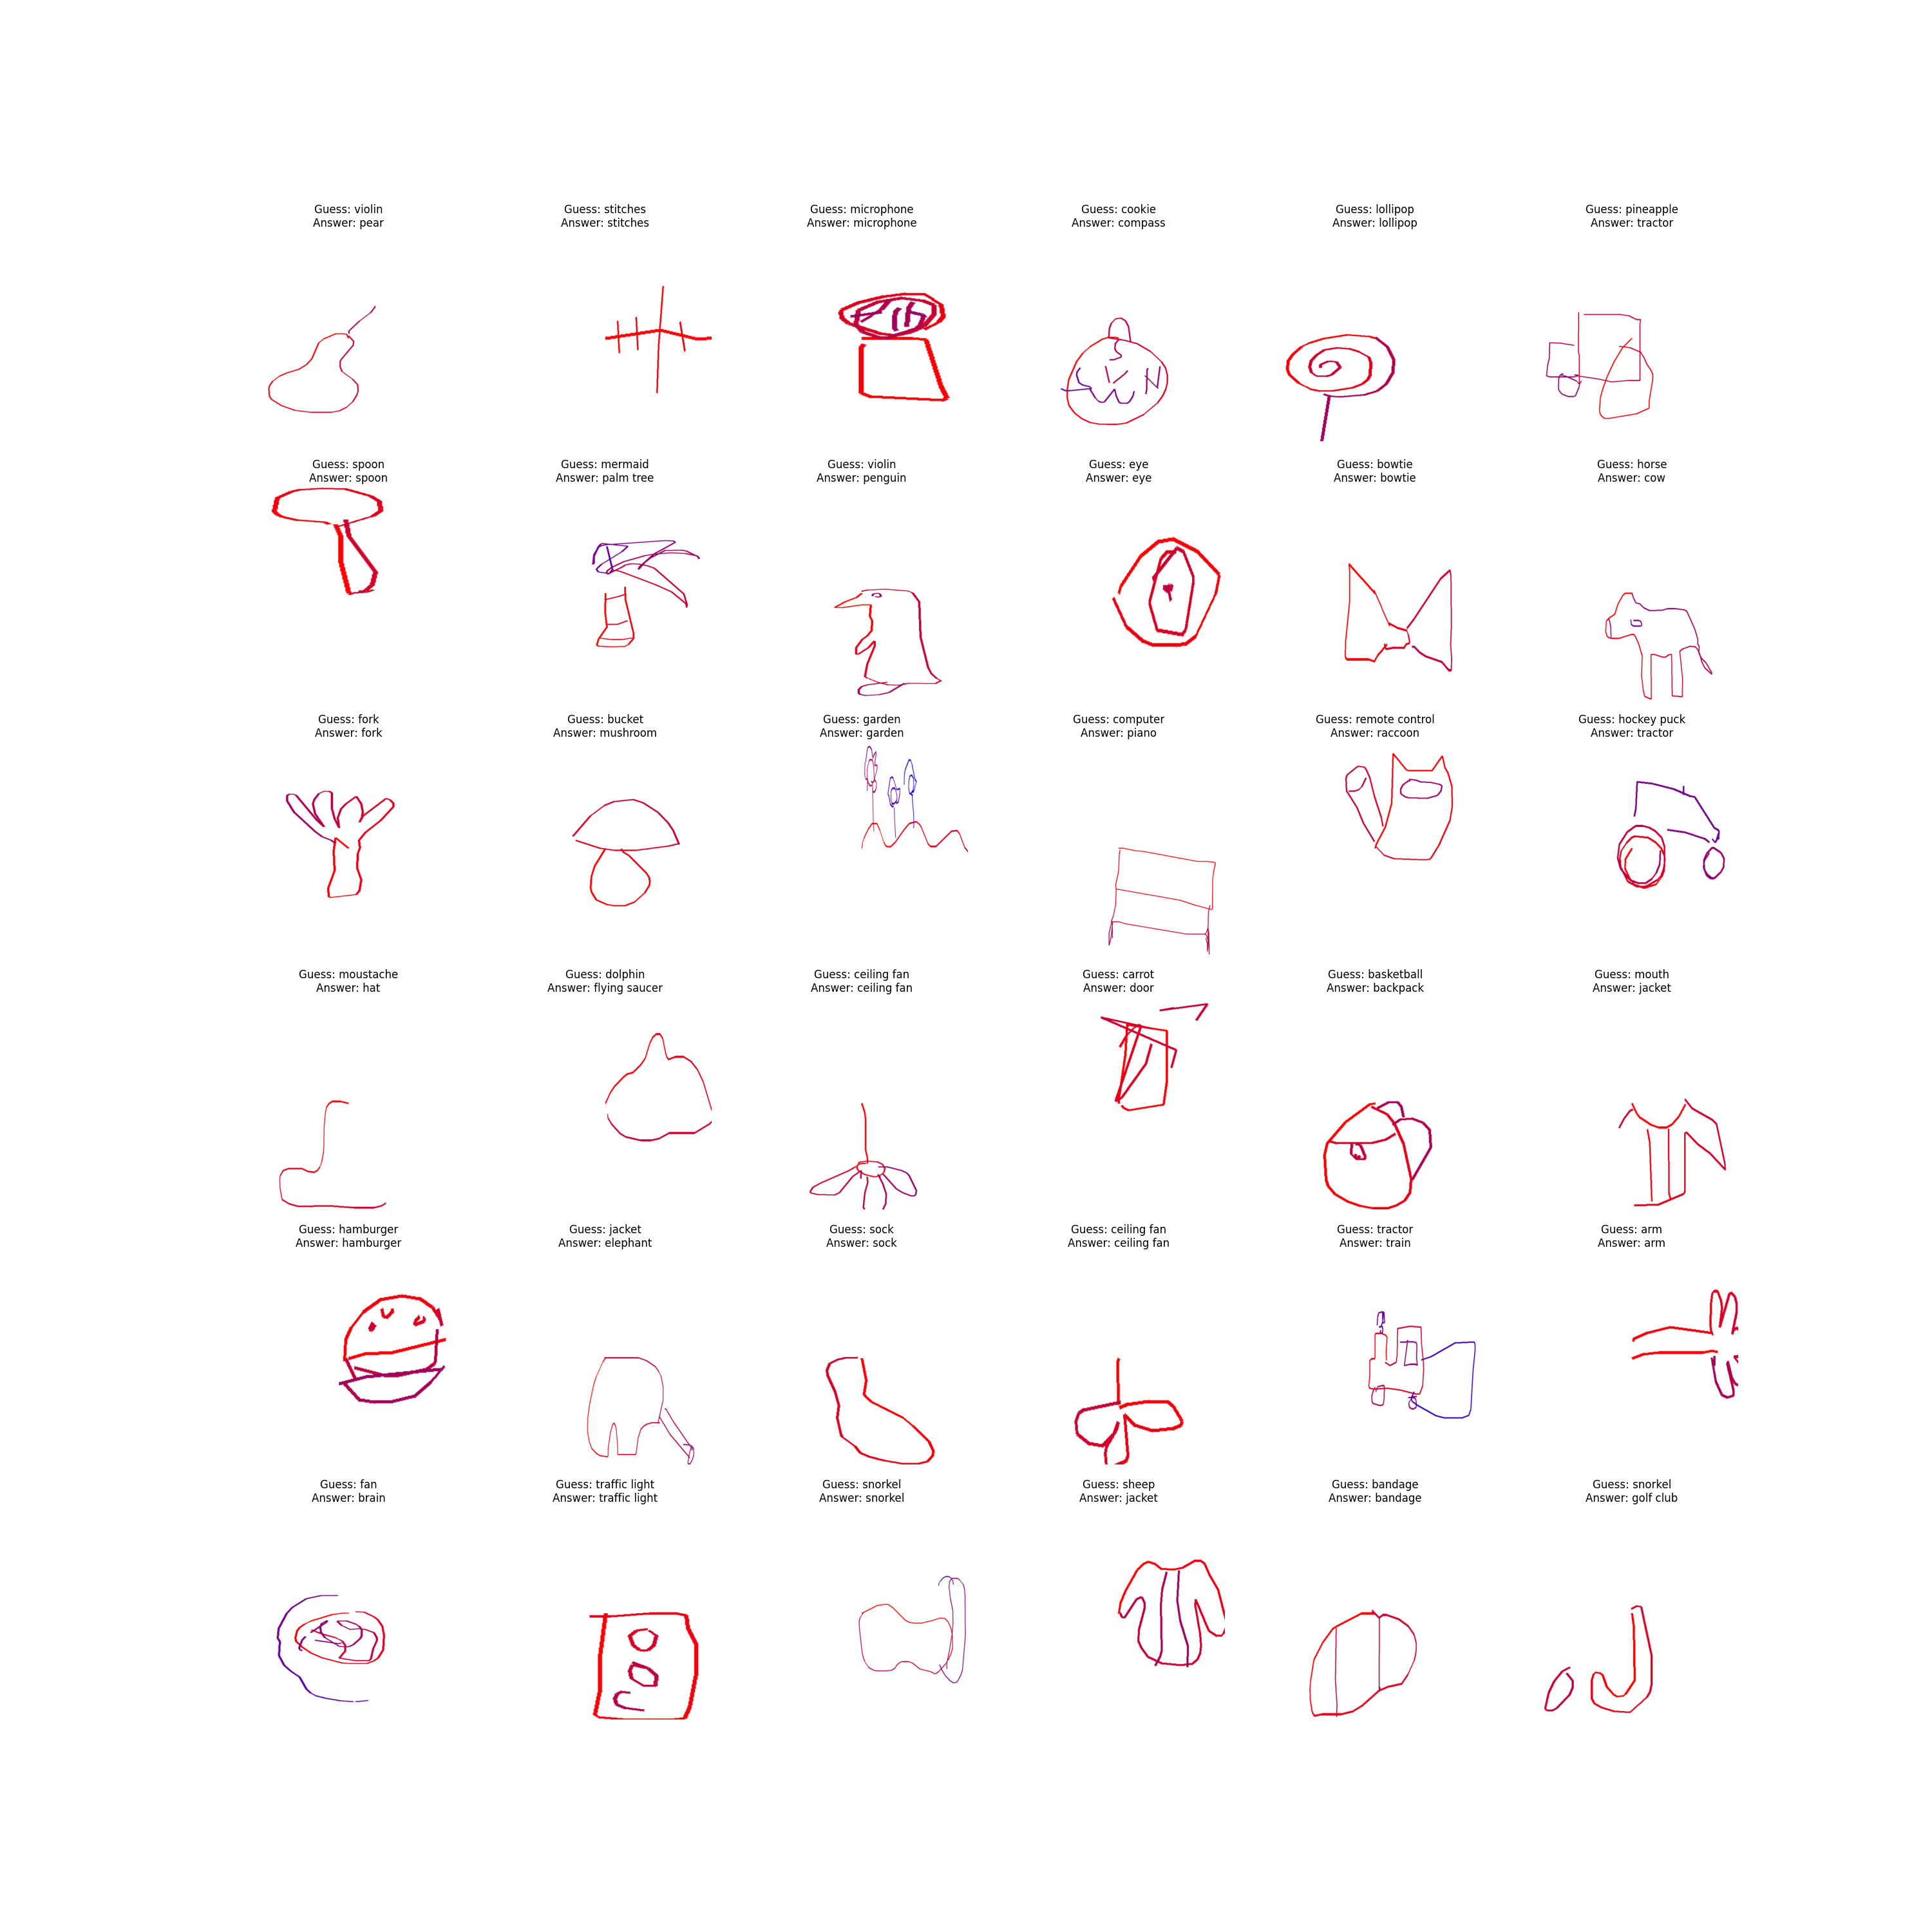 Guess: violin
Answer: pear
Guess: stitches
Answer: stitches
Guess: microphone
Answer: microphone
Guess: cookie
Answer: compass
Guess: lollipop
Answer: lollipop
Guess: pineapple
Answer: tractor
S
N
W
Guess: spoon
Answer: spoon
Guess: mermaid
Answer: palm tree
Guess: violin
Answer: penguin
Guess: eye
Answer: eye
Guess: bowtie
Answer: bowtie
Guess: horse
Answer: cow
Guess: fork
Answer: fork
Guess: bucket
Answer: mushroom
Guess: garden
Answer: garden
Guess: computer
Answer: piano
Guess: remote control
Answer: raccoon
Guess: hockey puck
Answer: tractor
Guess: moustache
Answer: hat
Guess: dolphin
Answer: flying saucer
Guess: ceiling fan
Answer: ceiling fan
Guess: carrot
Answer: door
Guess: basketball
Answer: backpack
Guess: mouth
Answer: jacket
Guess: hamburger
Answer: hamburger
Guess: jacket
Answer: elephant
Guess: sock
Answer: sock
Guess: ceiling fan
Answer: ceiling fan
Guess: tractor
Answer: train
Guess: arm
Answer: arm
Guess: fan
Answer: brain
Guess: traffic light
Answer: traffic light
Guess: snorkel
Answer: snorkel
Guess: sheep
Answer: jacket
Guess: bandage
Answer: bandage
Guess: snorkel
Answer: golf club